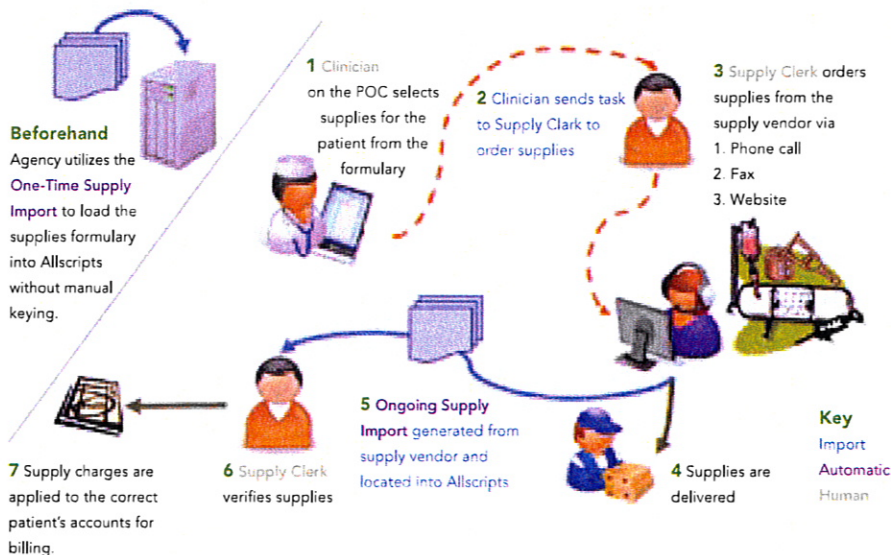 Beforehand
Agency utilizes the
One-Time Supply
Import to load the
supplies formulary
into Allscripts
without manual
keying.
1 Clinician
on the POC selects
supplies for the
patient from the
formulary
2 Clinician sends task
to Supply Clark to
order supplies
3 Supply Clerk orders
supplies from the
supply vendor via
1. Phone call
2. Fax
3. Website
4 Supplies are
delivered
5 Ongoing Supply
Import generated from
supply vendor and
located into Allscripts
6 Supply Clerk
verifies supplies
7 Supply charges are
applied to the correct
patient's accounts for
billing.
Key
Import
Automatic
Human